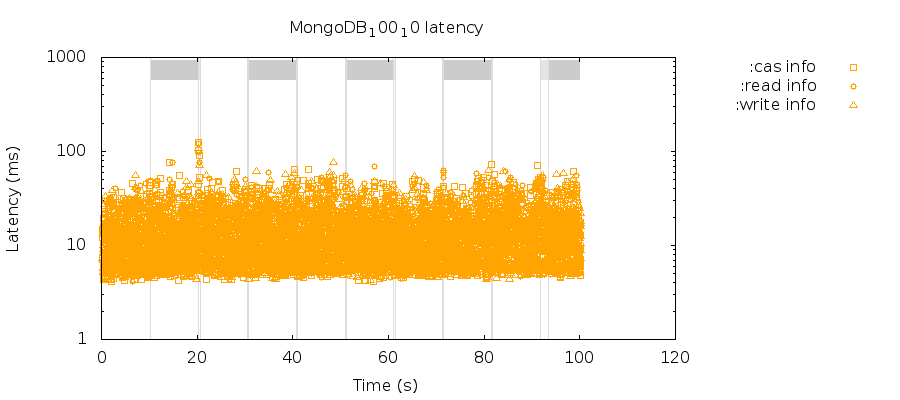 MongoDB₁00₁0 latency
1000
100
10
1
Latency (ms)
0 20 40 60 80 100 120
Time (s)
:cas info
:read info
:write info